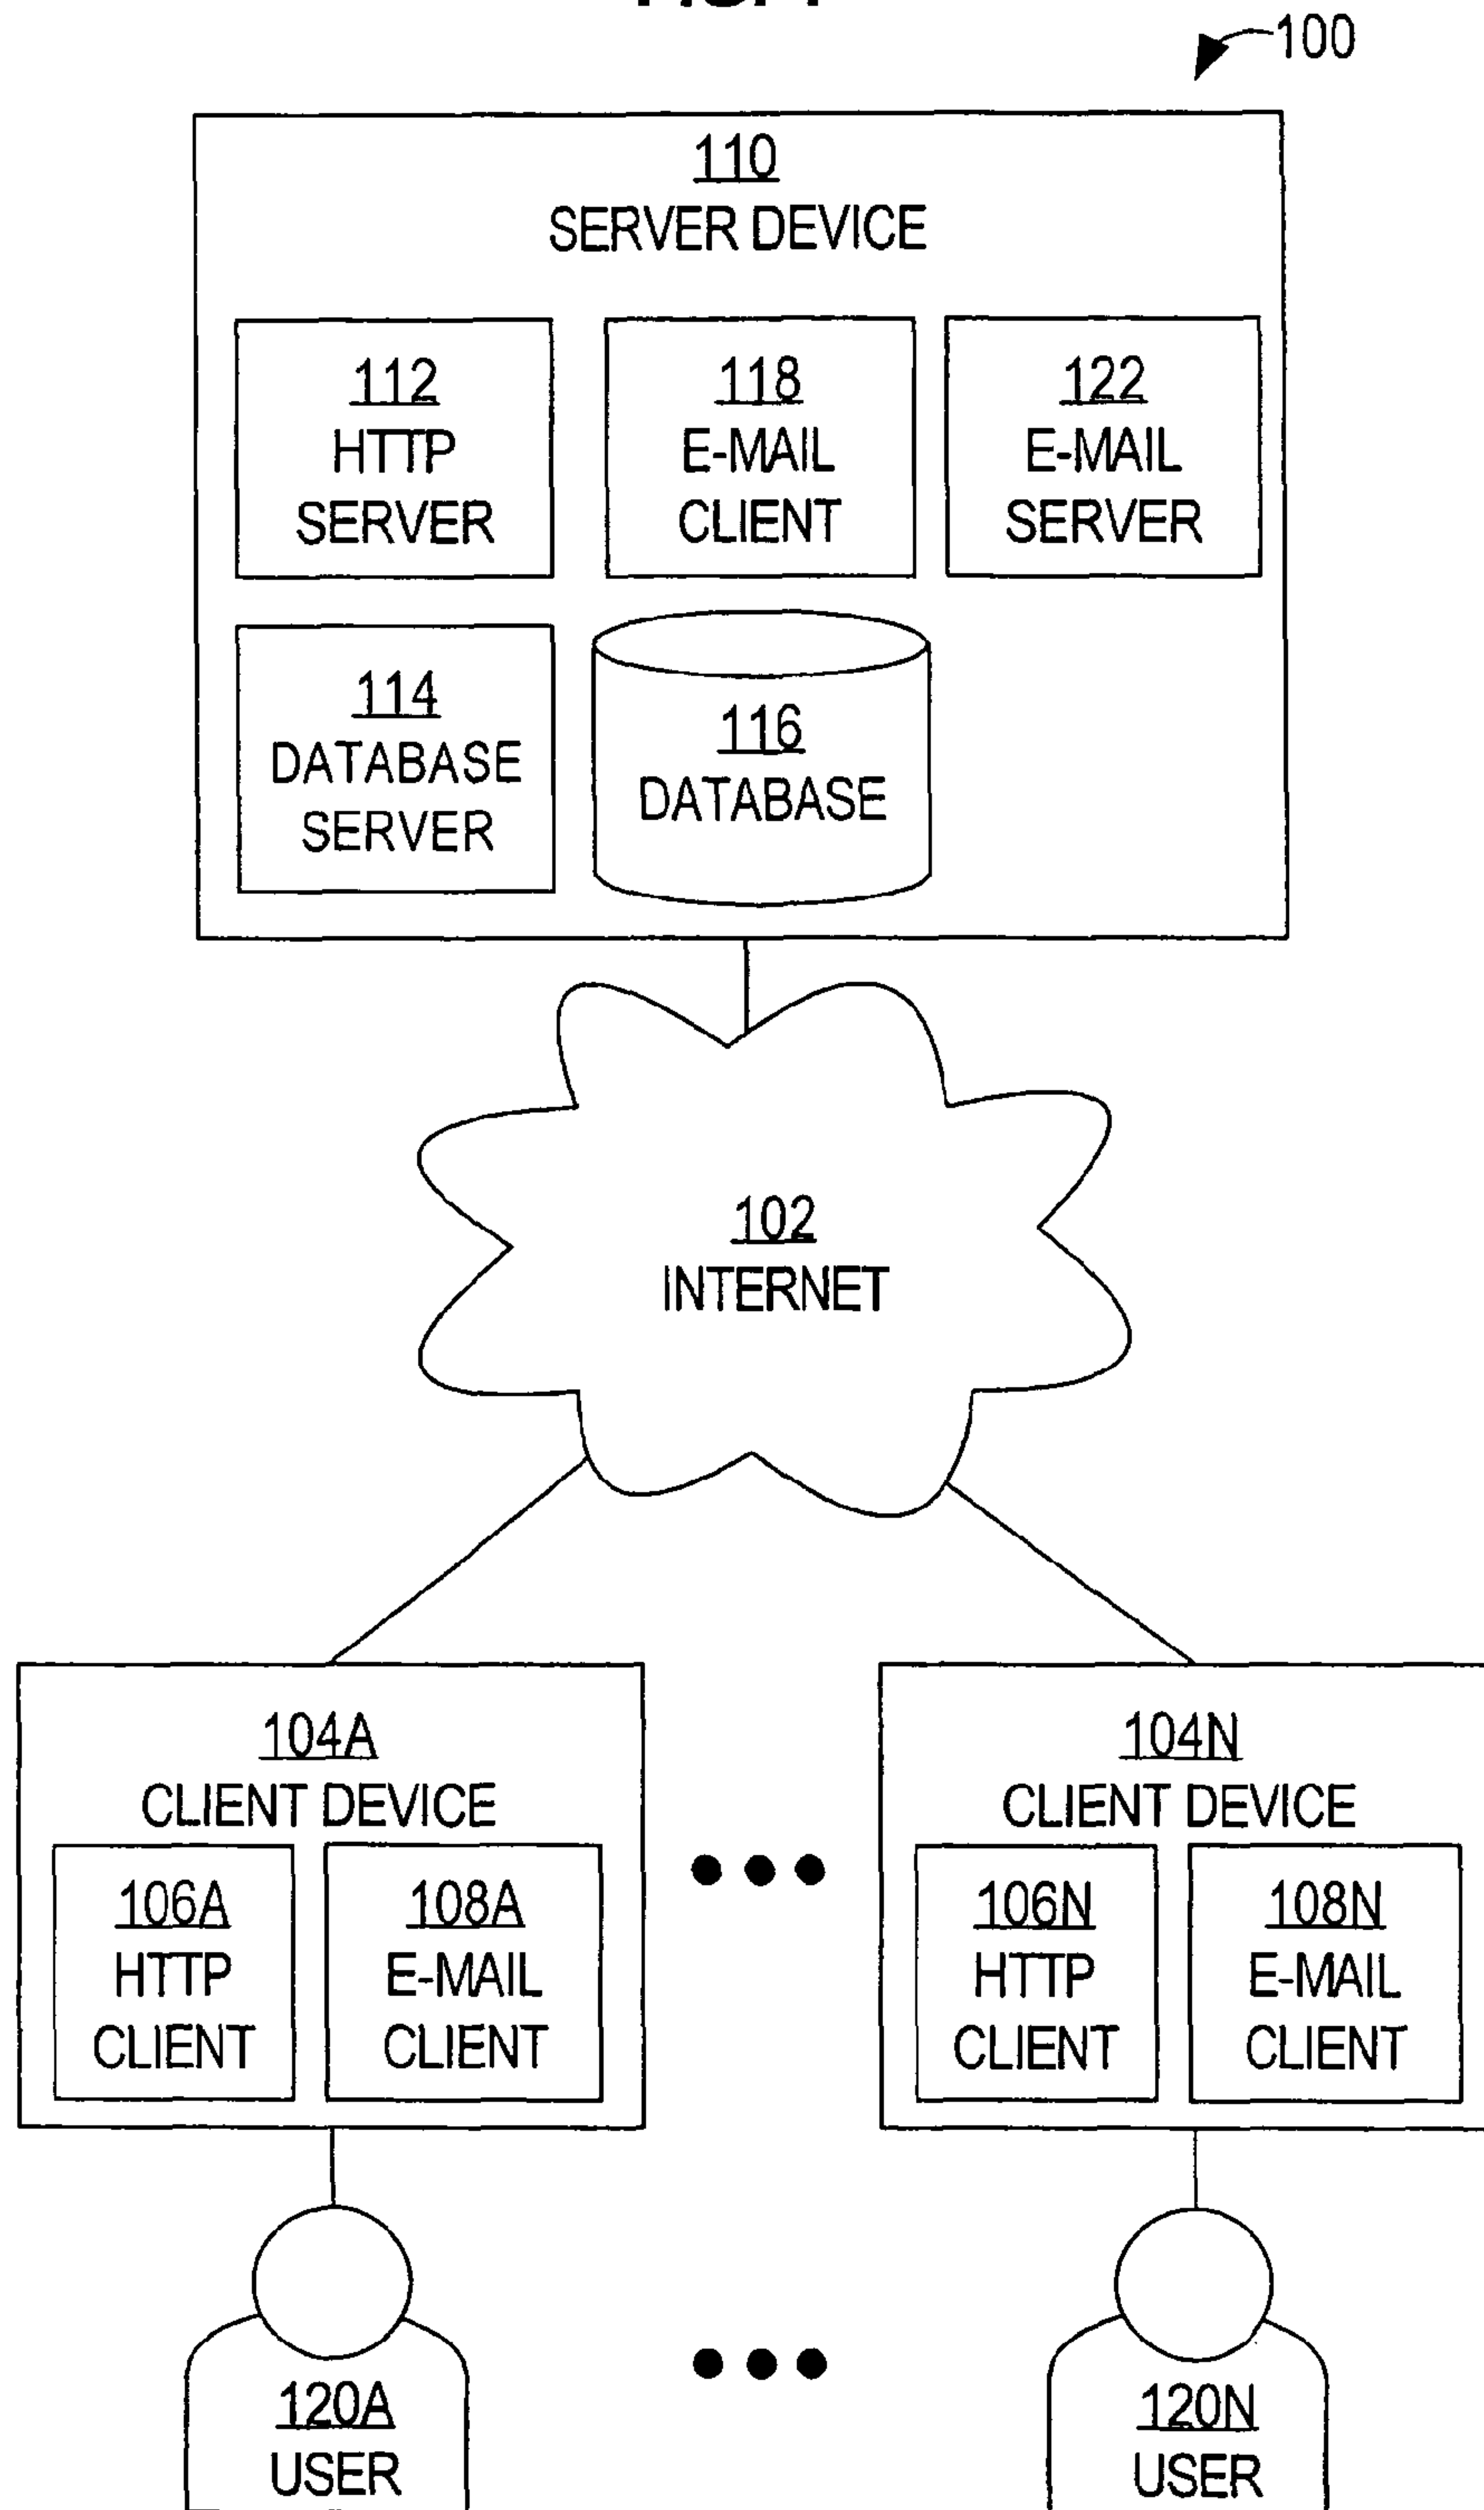 100
110
SERVER DEVICE
112
HTTP
SERVER
118
E-MAIL
CLIENT
122
E-MAIL
SERVER
114
DATABASE
SERVER
116
DATABASE
102
INTERNET
104A
CLIENT DEVICE
106A
HTTP
CLIENT
108A
E-MAIL
CLIENT
104N
CLIENT DEVICE
106N
HTTP
CLIENT
108N
E-MAIL
CLIENT
120A
USER
120N
USER